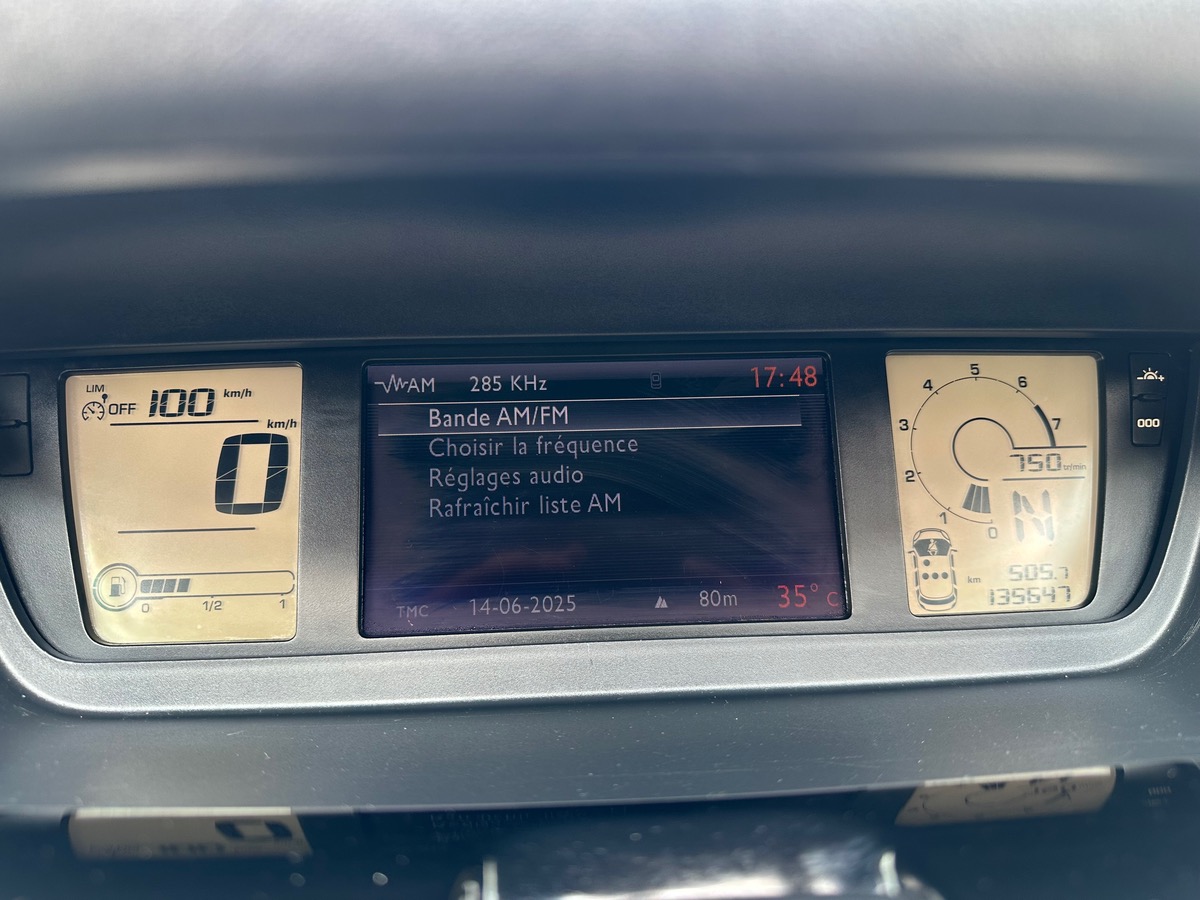 LIM
OFF 100 km/h
km/h
0
0 1/2 1
AM 285 KHz 17:48
Bande AM/FM
Choisir la fréquence
Réglages audio
Rafraîchir liste AM
TMC 14-06-2025 80m 35° C
0 1 2 3 4 5 6 7
750 tr/min
N
km 505.7
135647
000